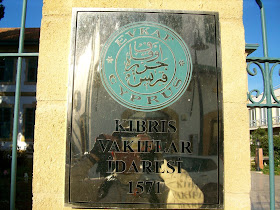 EVKAF
CYPRUS
KIBRIS
VAKIFLAR
İDARESİ
1571